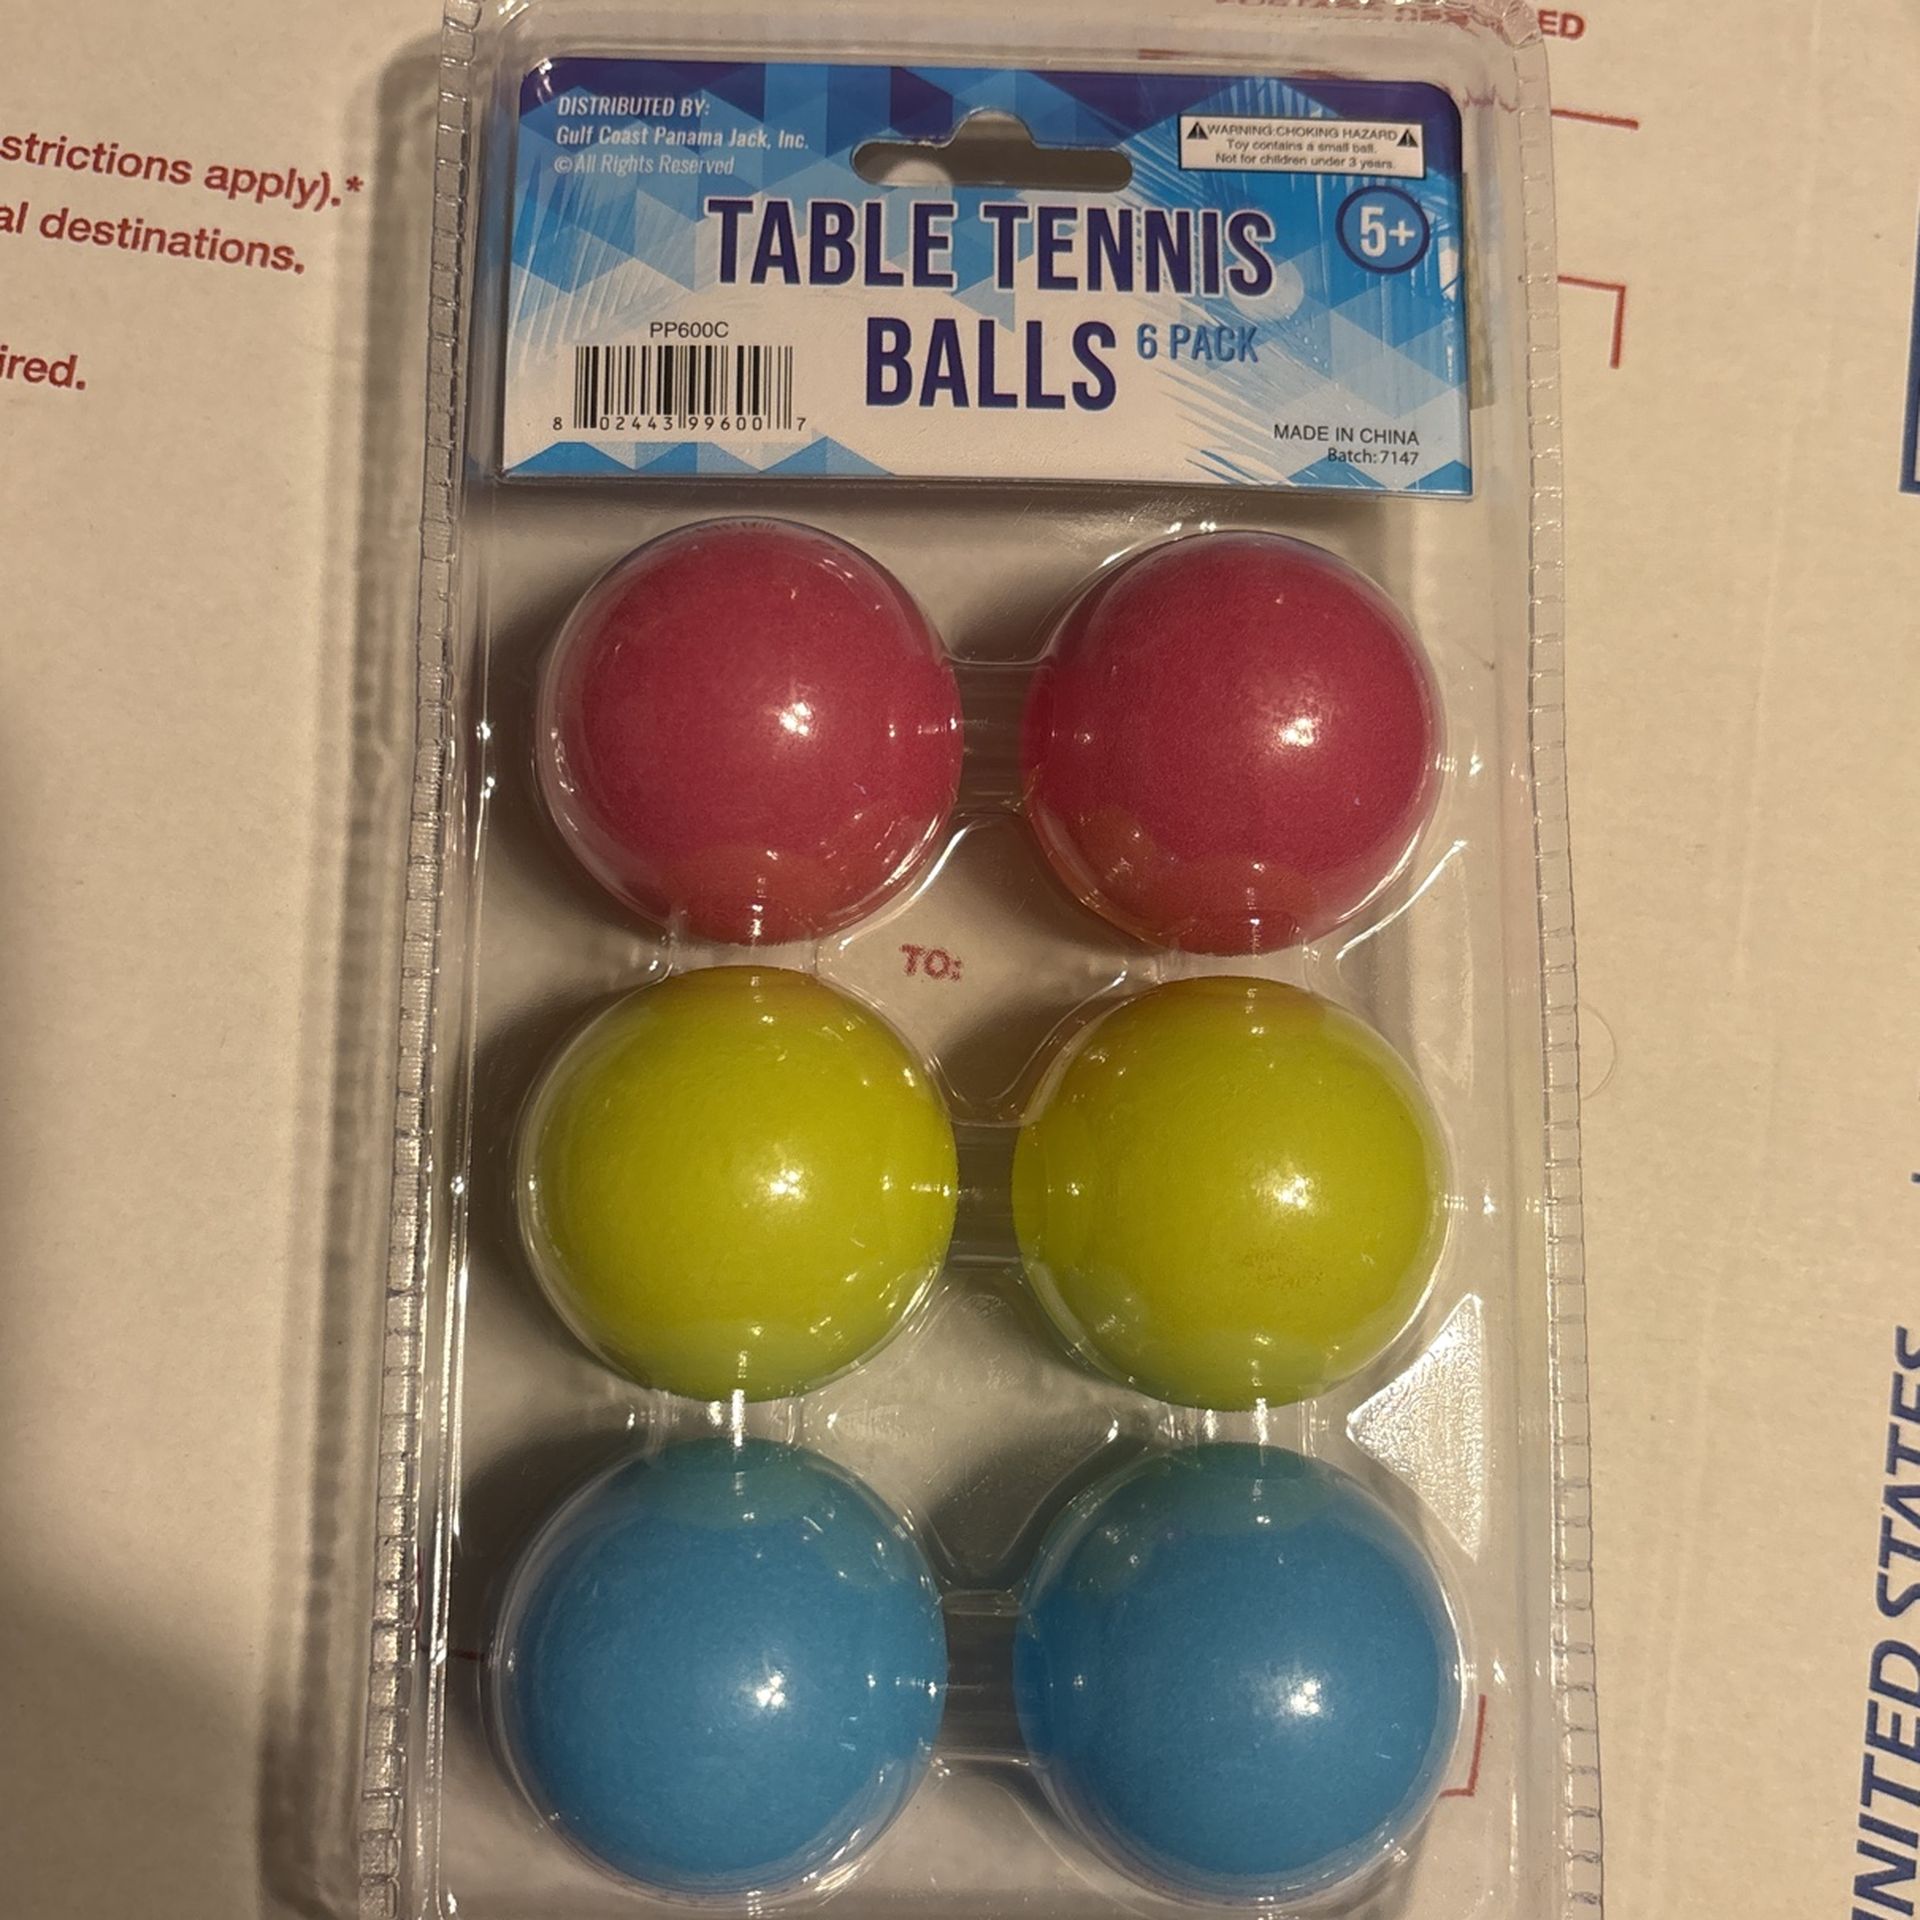 ED
strictions apply).*
al destinations.
ired.
DISTRIBUTED BY:
Gulf Coast Panama Jack, Inc.
© All Rights Reserved
WARNING:CHOKING HAZARD
Toy contains a small ball.
Not for children under 3 years.
5+
TABLE TENNIS
BALLS 6 PACK
PP600C
8 02443 99600 7
MADE IN CHINA
Batch:7147
TO:
UNITED STATES